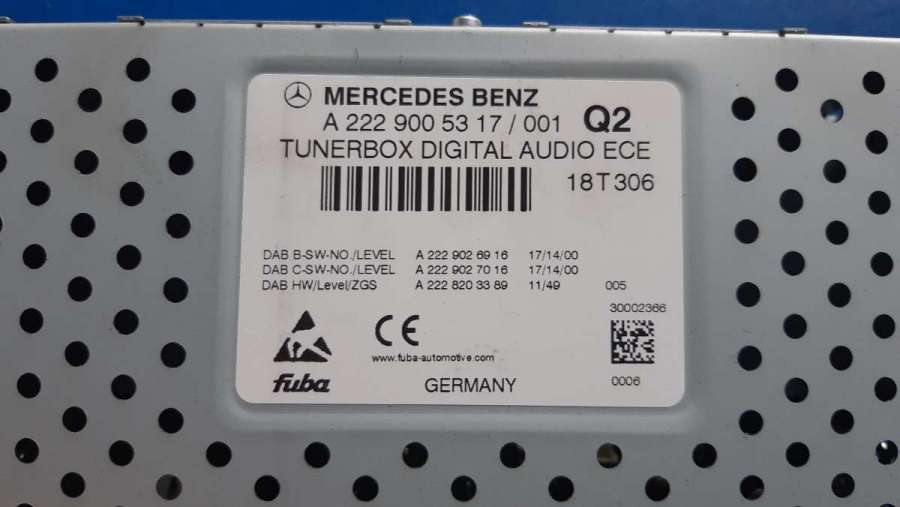 MERCEDES BENZ
A 222 900 53 17 / 001 Q2
TUNERBOX DIGITAL AUDIO ECE
18T306
DAB B-SW-NO./LEVEL A 222 902 69 16 17/14/00
DAB C-SW-NO./LEVEL A 222 902 70 16 17/14/00
DAB HW/Level/ZGS A 222 820 33 89 11/49 005
30002366
CE
www.fuba-automotive.com
fuba GERMANY 0006